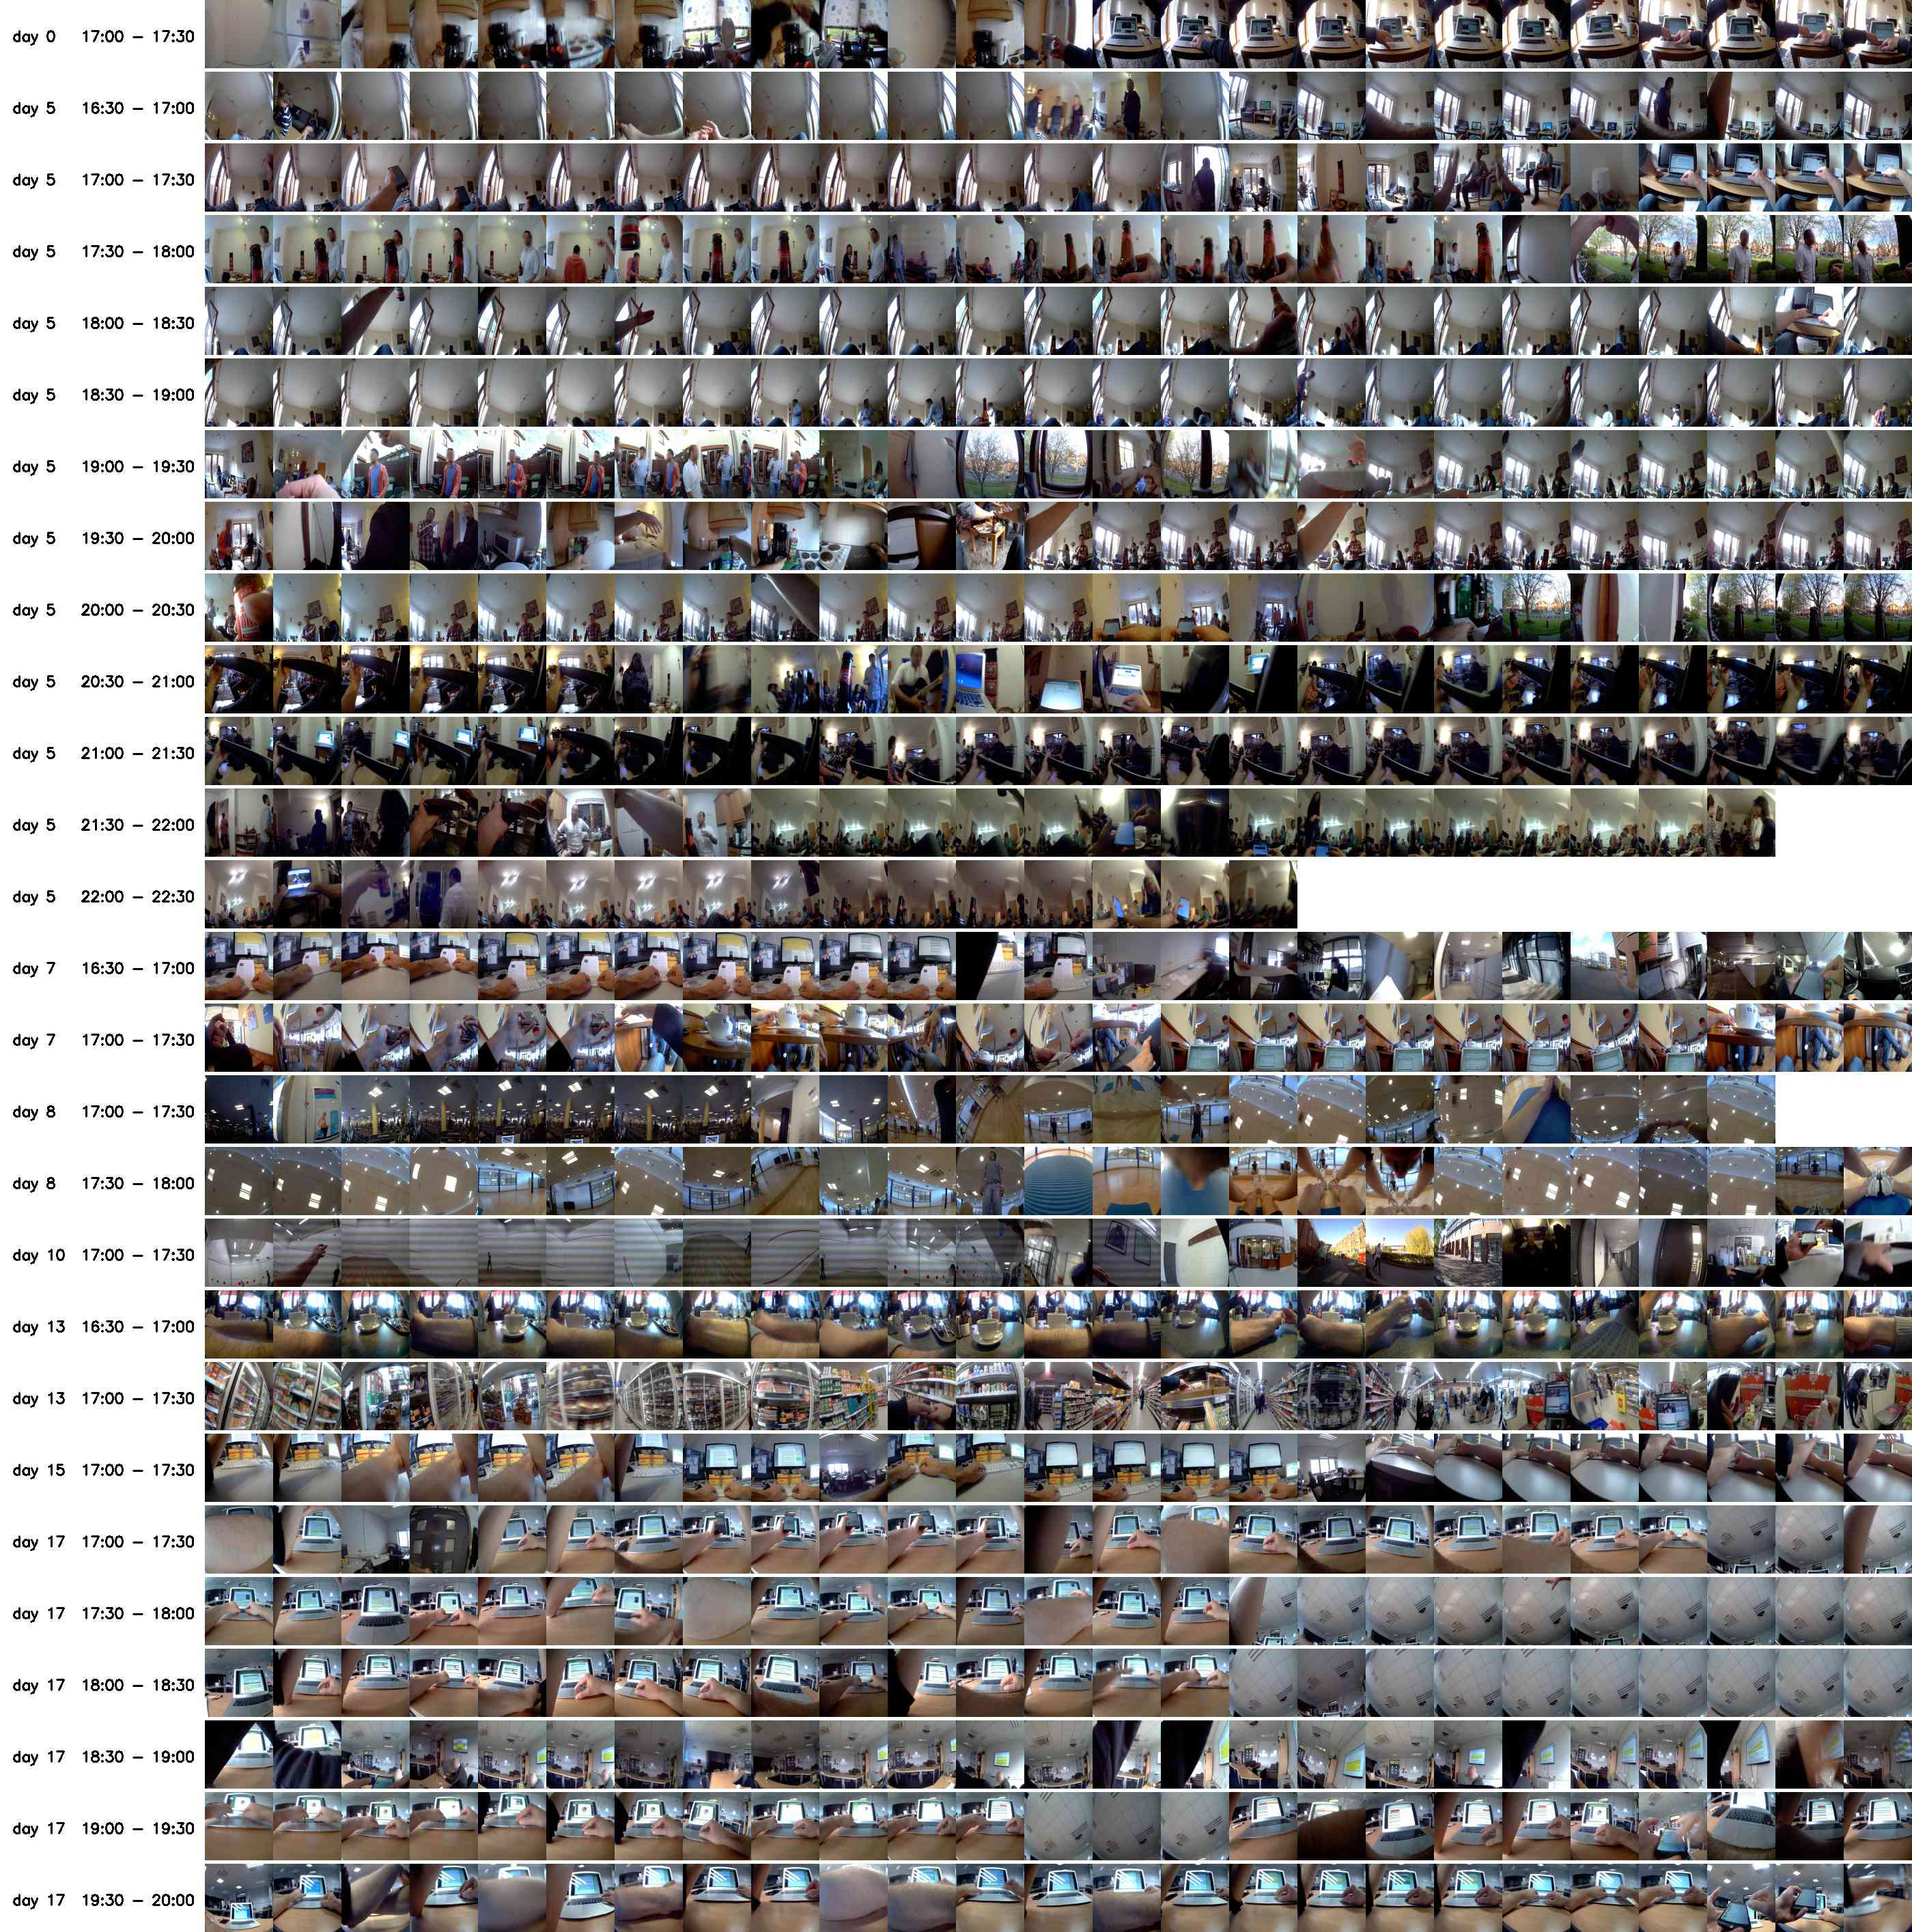 day 0 17:00 – 17:30
day 5 16:30 – 17:00
day 5 17:00 – 17:30
day 5 17:30 – 18:00
day 5 18:00 – 18:30
day 5 18:30 – 19:00
day 5 19:00 – 19:30
day 5 19:30 – 20:00
day 5 20:00 – 20:30
day 5 20:30 – 21:00
day 5 21:00 – 21:30
day 5 21:30 – 22:00
day 5 22:00 – 22:30
day 7 16:30 – 17:00
day 7 17:00 – 17:30
day 8 17:00 – 17:30
day 8 17:30 – 18:00
day 10 17:00 – 17:30
day 13 16:30 – 17:00
day 13 17:00 – 17:30
day 15 17:00 – 17:30
day 17 17:00 – 17:30
day 17 17:30 – 18:00
day 17 18:00 – 18:30
day 17 18:30 – 19:00
day 17 19:00 – 19:30
day 17 19:30 – 20:00